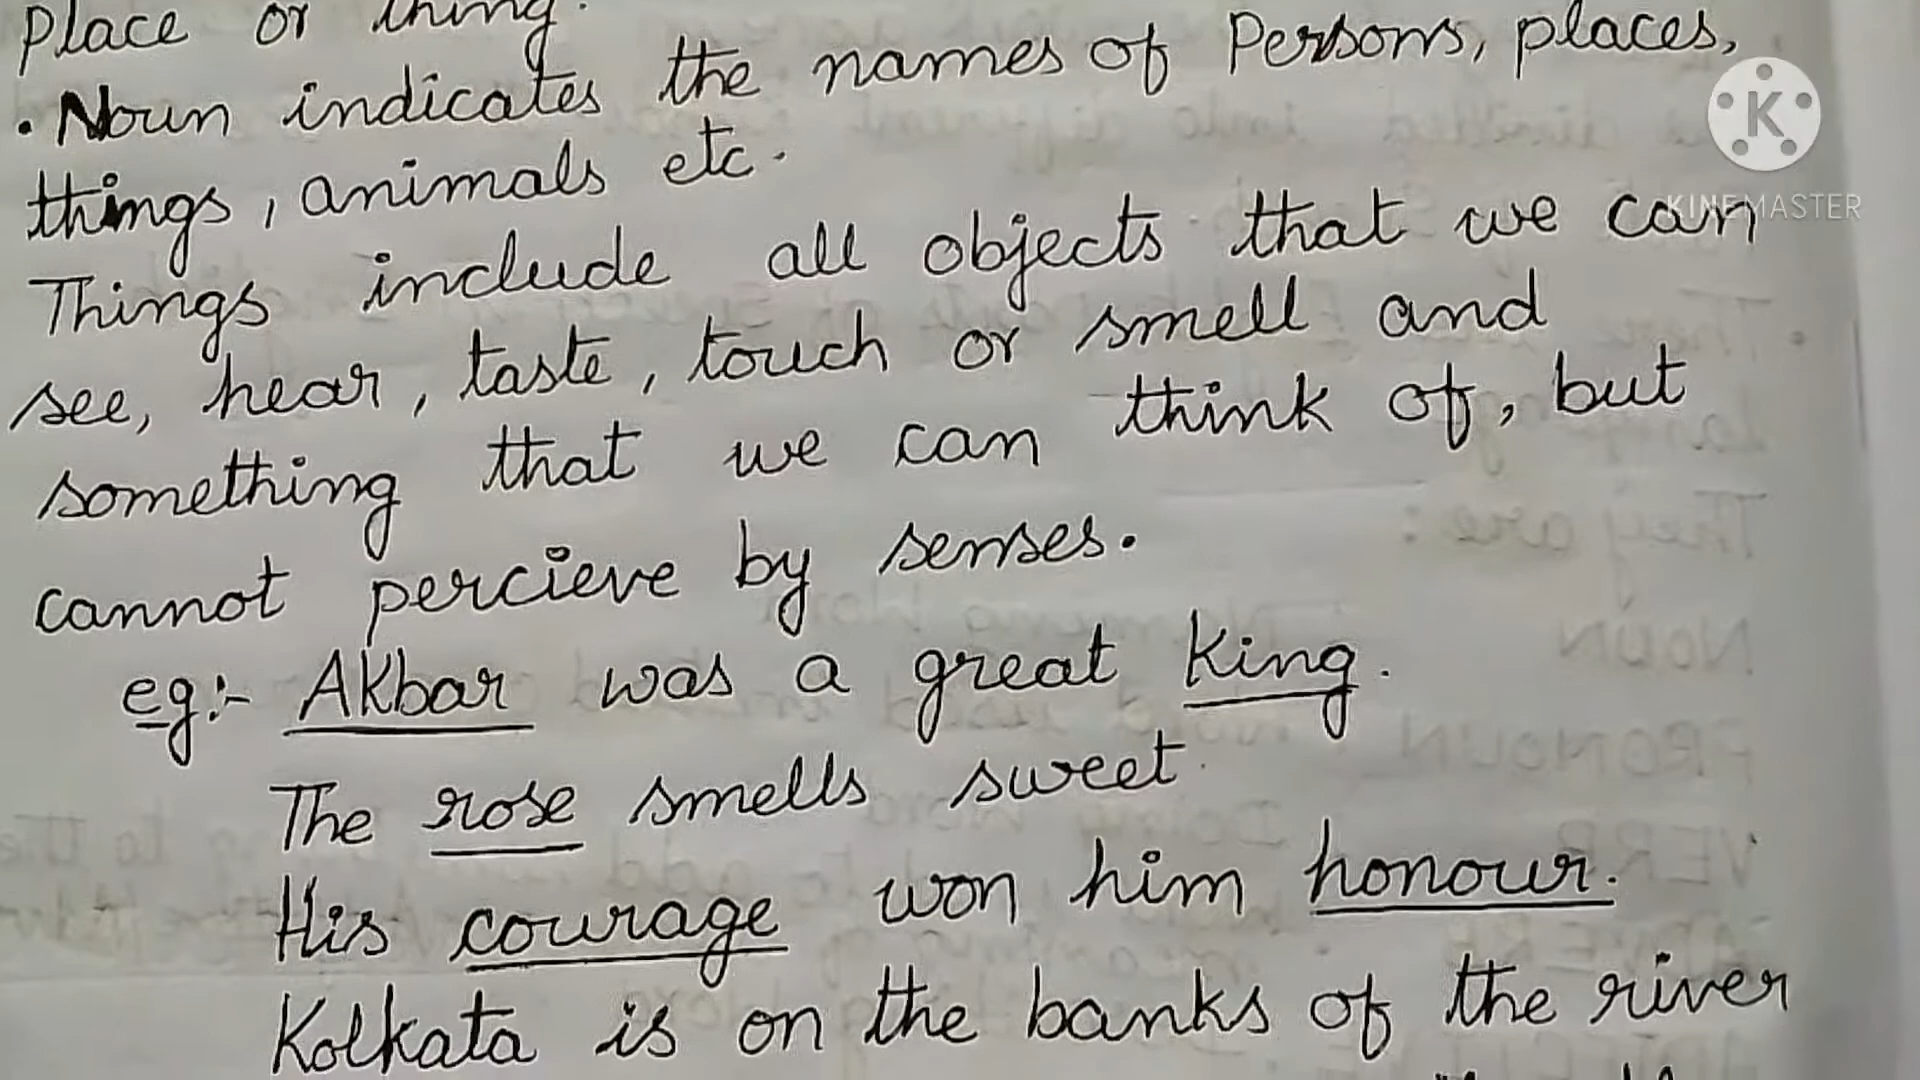 Place or thing.
• Noun indicates the names of Persons, places,
things, animals etc.
Things include all objects that we can
see, hear, taste, touch or smell and
something that we can think of, but
cannot percieve by senses.
eg:- Akbar was a great King.
The rose smells sweet.
His courage won him honour.
Kolkata is on the banks of the river
K
KINEMASTER